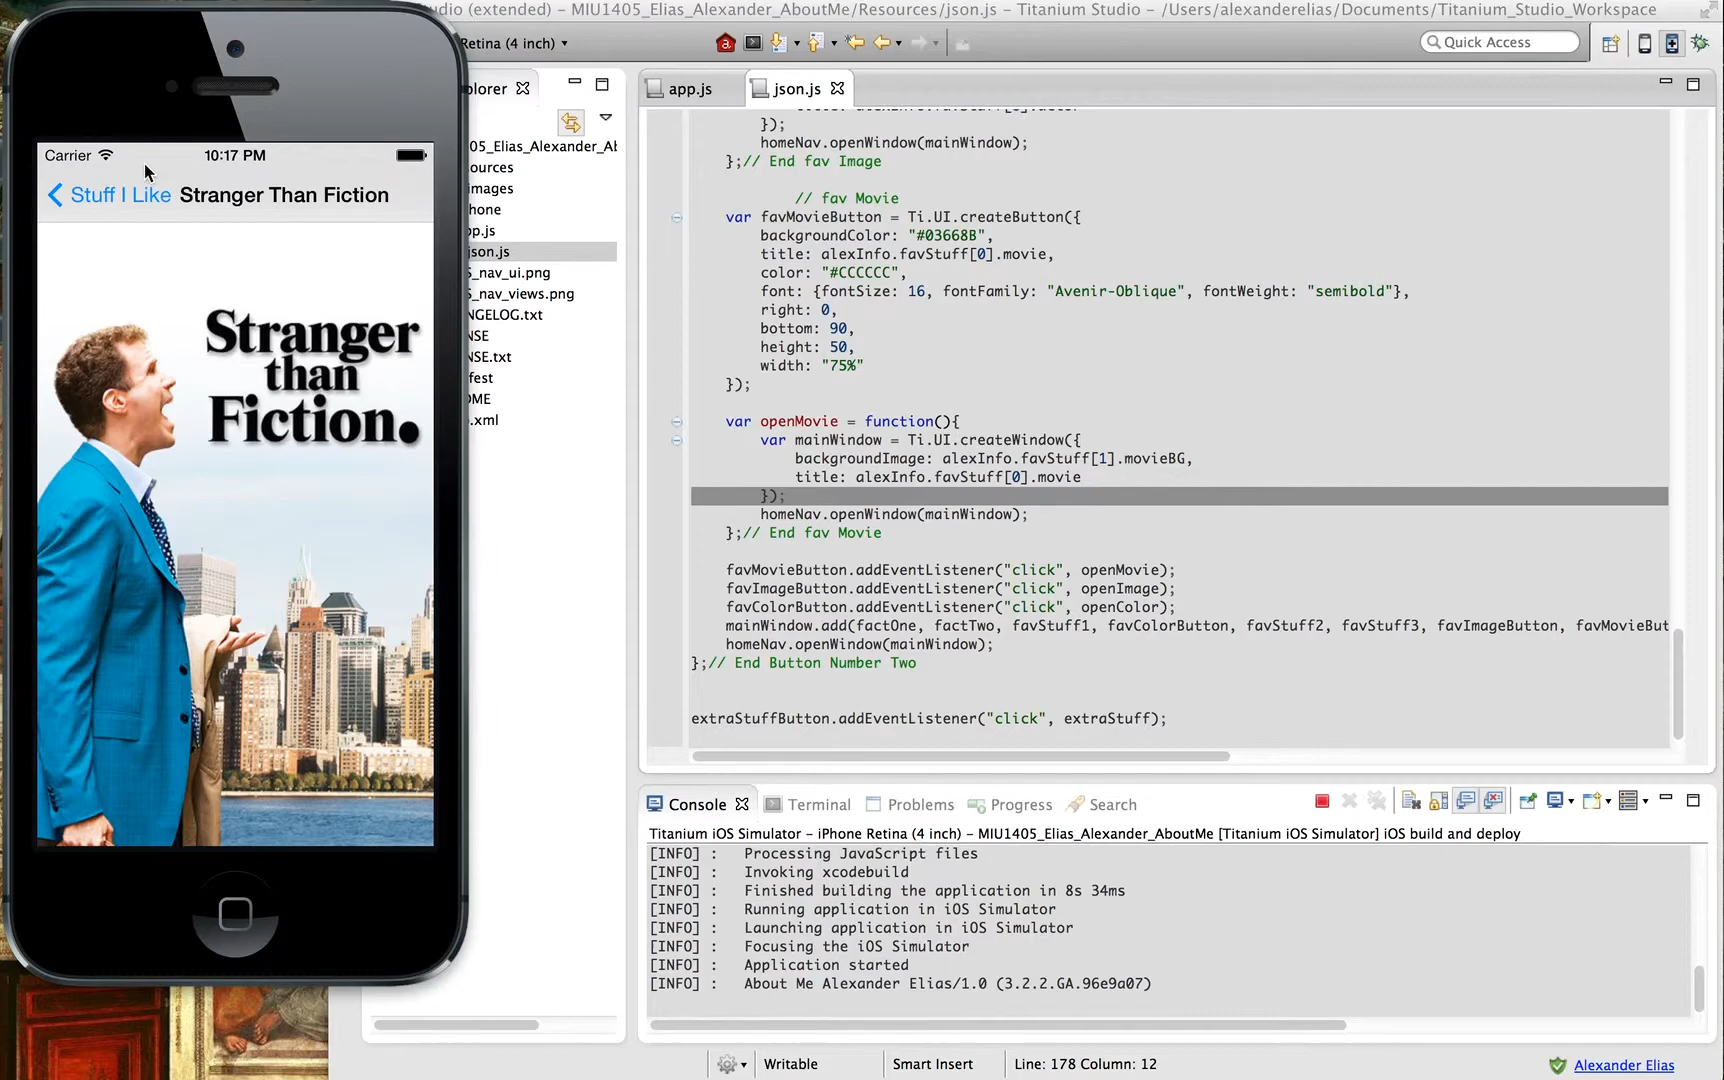 tudio (extended) – MIU1405_Elias_Alexander_AboutMe/Resources/json.js – Titanium Studio – /Users/alexanderelias/Documents/Titanium_Studio_Workspace
Retina (4 inch)
Quick Access
Carrier
10:17 PM
Stuff I Like
Stranger Than Fiction
Stranger
than
Fiction.
plorer
05_Elias_Alexander_Al
ources
images
hone
pp.js
json.js
S_nav_ui.png
S_nav_views.png
NGELOG.txt
NSE
NSE.txt
fest
OME
.xml
app.js
json.js
});
homeNav.openWindow(mainWindow);
};// End fav Image
// fav Movie
var favMovieButton = Ti.UI.createButton({
backgroundColor: "#03668B",
title: alexInfo.favStuff[0].movie,
color: "#CCCCCC",
font: {fontSize: 16, fontFamily: "Avenir-Oblique", fontWeight: "semibold"},
right: 0,
bottom: 90,
height: 50,
width: "75%"
});
var openMovie = function(){
var mainWindow = Ti.UI.createWindow({
backgroundImage: alexInfo.favStuff[1].movieBG,
title: alexInfo.favStuff[0].movie
});
homeNav.openWindow(mainWindow);
};// End fav Movie
favMovieButton.addEventListener("click", openMovie);
favImageButton.addEventListener("click", openImage);
favColorButton.addEventListener("click", openColor);
mainWindow.add(factOne, factTwo, favStuff1, favColorButton, favStuff2, favStuff3, favImageButton, favMovieBut
homeNav.openWindow(mainWindow);
};// End Button Number Two
extraStuffButton.addEventListener("click", extraStuff);
Console
Terminal
Problems
Progress
Search
Titanium iOS Simulator – iPhone Retina (4 inch) – MIU1405_Elias_Alexander_AboutMe [Titanium iOS Simulator] iOS build and deploy
[INFO] : Processing JavaScript files
[INFO] : Invoking xcodebuild
[INFO] : Finished building the application in 8s 34ms
[INFO] : Running application in iOS Simulator
[INFO] : Launching application in iOS Simulator
[INFO] : Focusing the iOS Simulator
[INFO] : Application started
[INFO] : About Me Alexander Elias/1.0 (3.2.2.GA.96e9a07)
Writable
Smart Insert
Line: 178 Column: 12
Alexander Elias